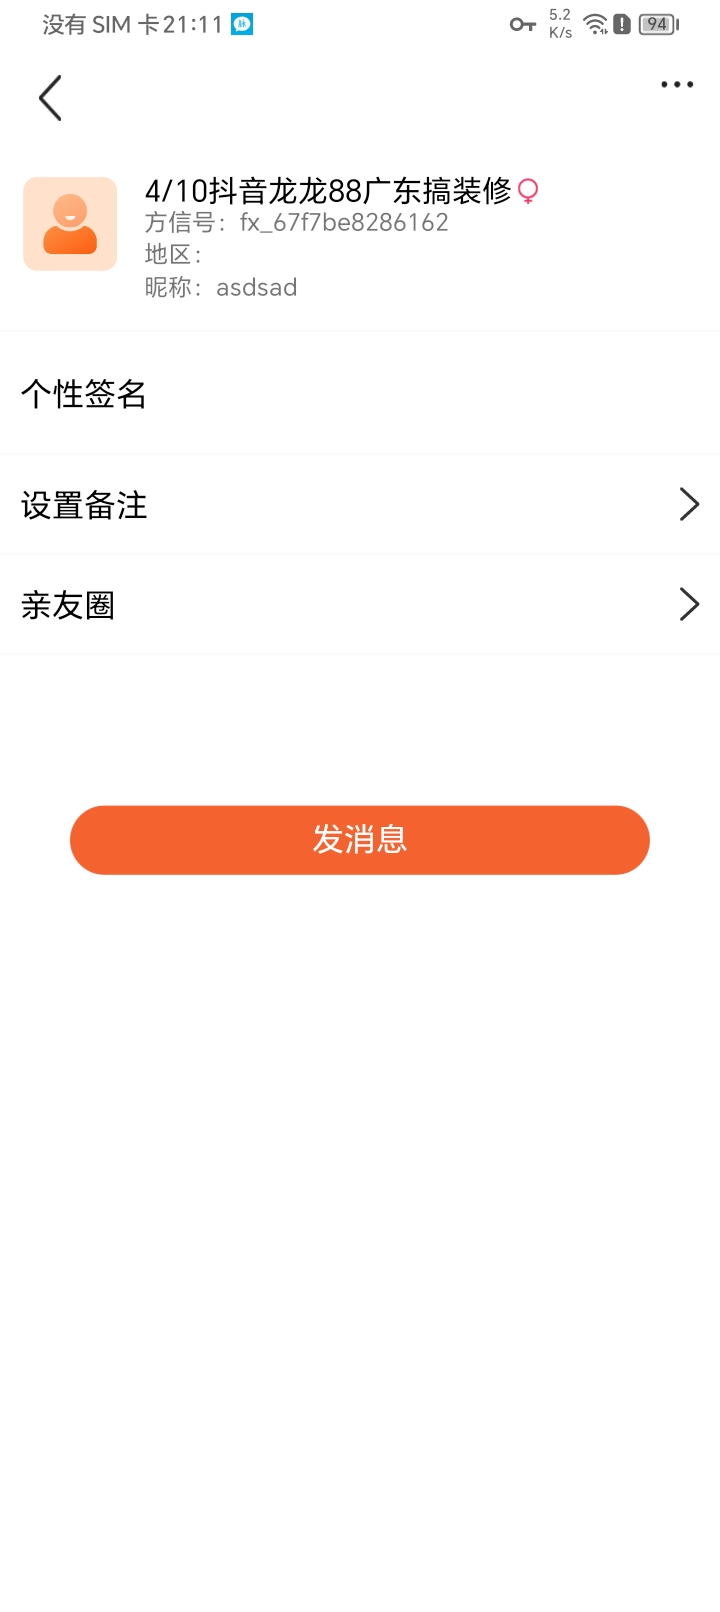 没有 SIM 卡21:11
5.2 K/s
94
4/10抖音龙龙88广东搞装修
方信号：fx_67f7be8286162
地区：
昵称：asdsad
个性签名
设置备注
亲友圈
发消息